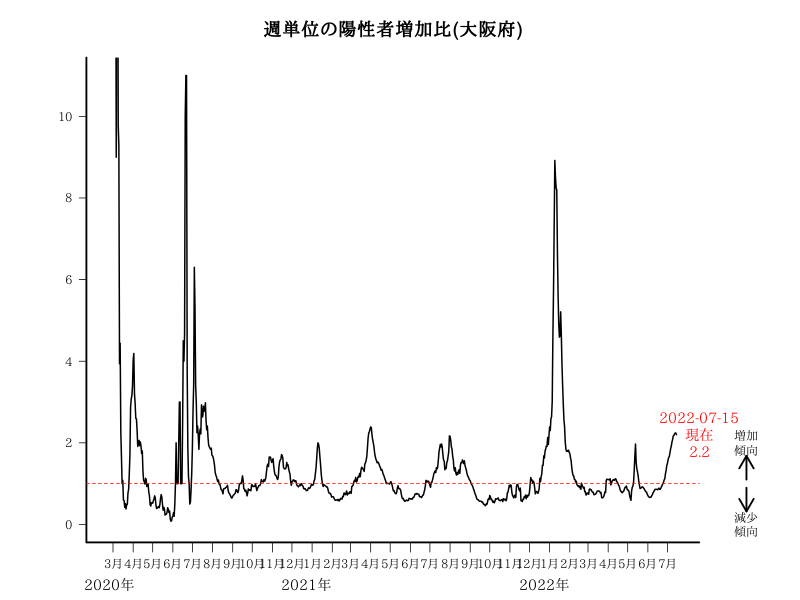 週単位の陽性者増加比(大阪府)
10
8
6
4
2
0
2022-07-15
現在
2.2
増加
傾向
減少
傾向
3月 4月 5月 6月 7月 8月 9月 10月 11月 12月 1月 2月 3月 4月 5月 6月 7月 8月 9月 10月 11月 12月 1月 2月 3月 4月 5月 6月 7月
2020年 2021年 2022年